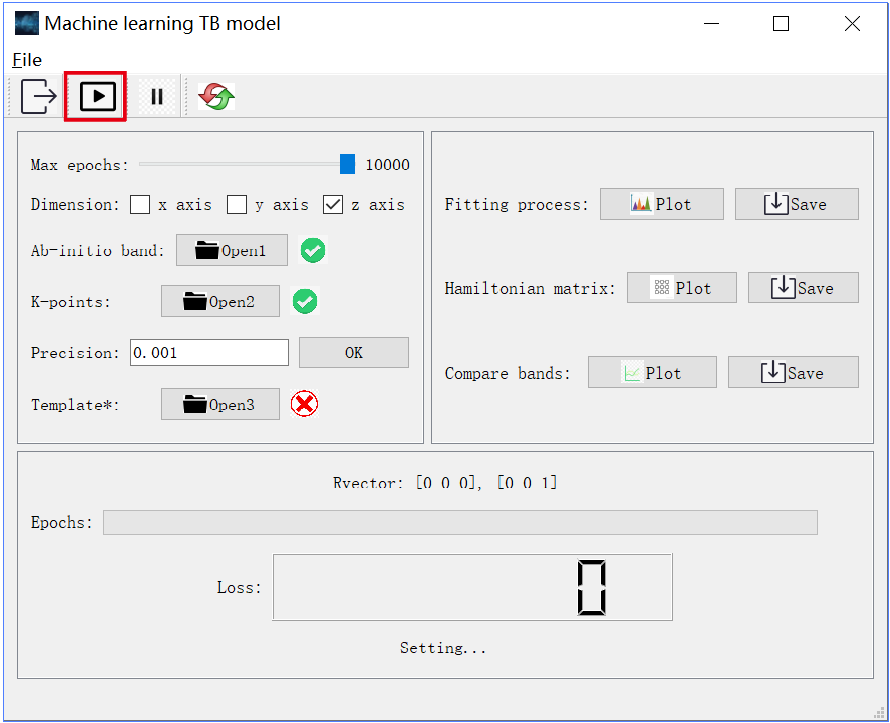 Machine learning TB model
File
Max epochs: 10000
Dimension: x axis y axis z axis
Ab-initio band: Open1
K-points: Open2
Precision: 0.001 OK
Template*: Open3
Fitting process: Plot Save
Hamiltonian matrix: Plot Save
Compare bands: Plot Save
Rvector: [0 0 0], [0 0 1]
Epochs:
Loss: 0
Setting...